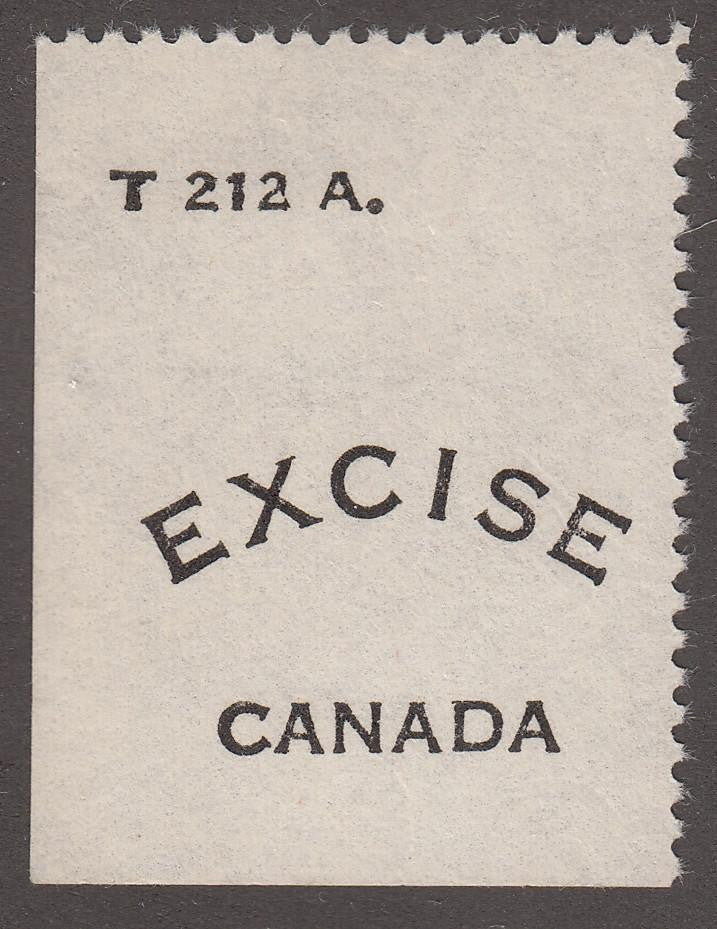 T 212 A.
EXCISE
CANADA